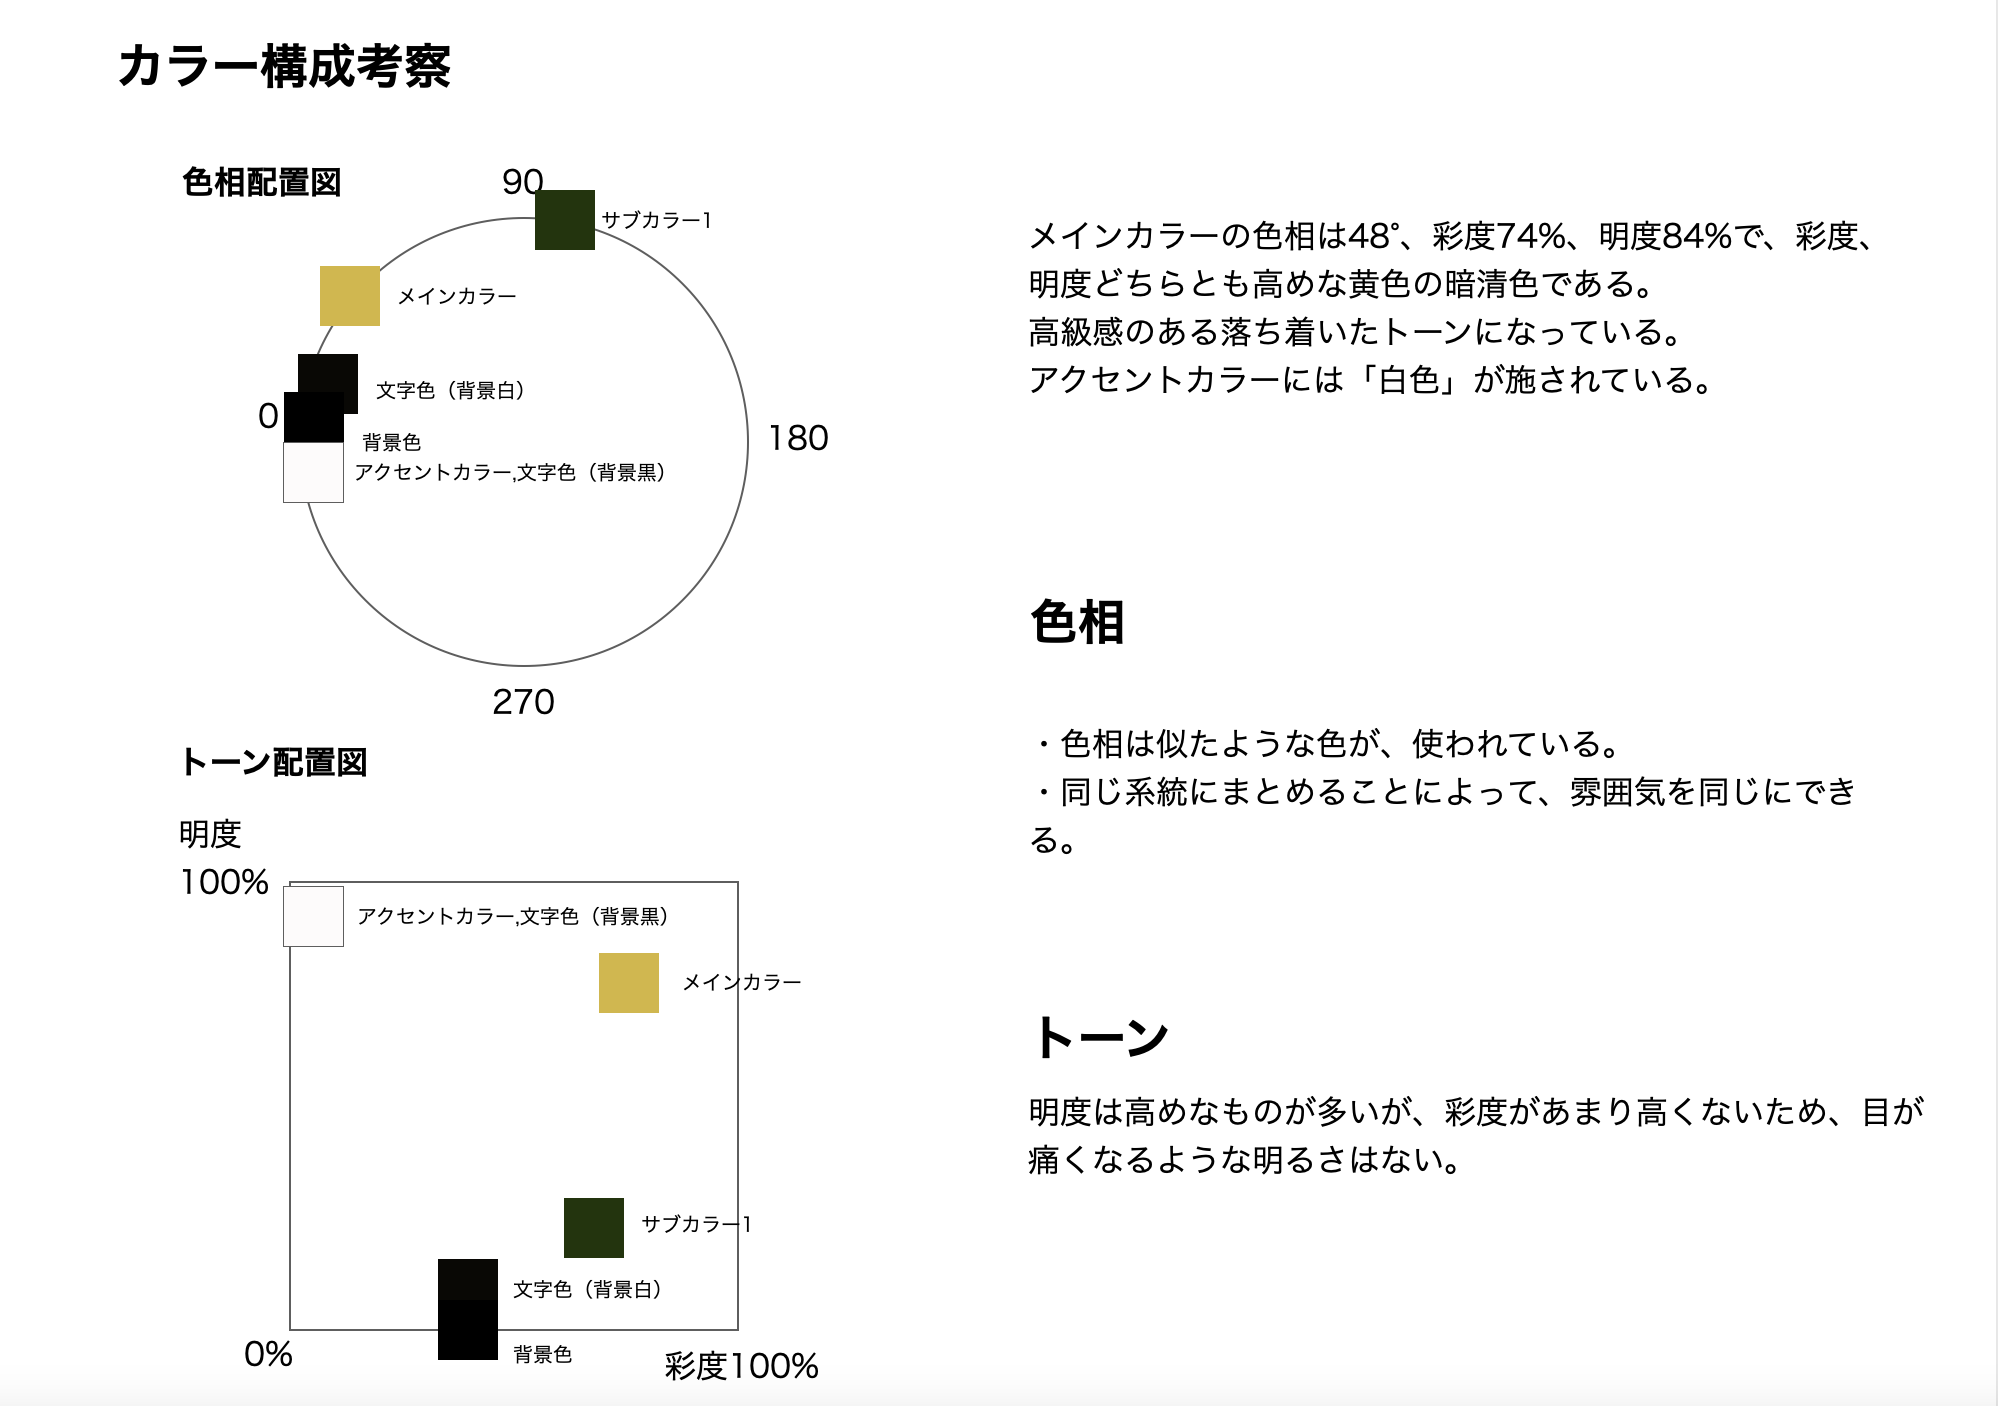 カラー構成考察
色相配置図
90
サブカラー1
メインカラー
文字色（背景白）
0
背景色
アクセントカラー,文字色（背景黒）
180
270
メインカラーの色相は48°、彩度74%、明度84%で、彩度、
明度どちらとも高めな黄色の暗清色である。
高級感のある落ち着いたトーンになっている。
アクセントカラーには「白色」が施されている。
色相
・色相は似たような色が、使われている。
・同じ系統にまとめることによって、雰囲気を同じにでき
る。
トーン配置図
明度
100%
アクセントカラー,文字色（背景黒）
メインカラー
サブカラー1
文字色（背景白）
背景色
0%
彩度100%
トーン
明度は高めなものが多いが、彩度があまり高くないため、目が
痛くなるような明るさはない。